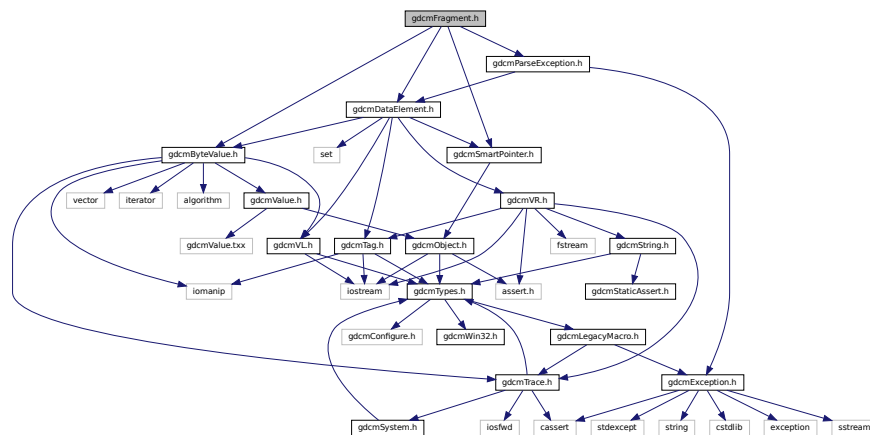 gdcmFragment.h
gdcmParseException.h
gdcmDataElement.h
gdcmByteValue.h
set
gdcmSmartPointer.h
vector
iterator
algorithm
gdcmValue.h
gdcmVR.h
gdcmValue.txx
gdcmVL.h
gdcmTag.h
gdcmObject.h
fstream
gdcmString.h
iomanip
iostream
gdcmTypes.h
assert.h
gdcmStaticAssert.h
gdcmConfigure.h
gdcmWin32.h
gdcmLegacyMacro.h
gdcmTrace.h
gdcmException.h
gdcmSystem.h
iosfwd
cassert
stdexcept
string
cstdlib
exception
sstream